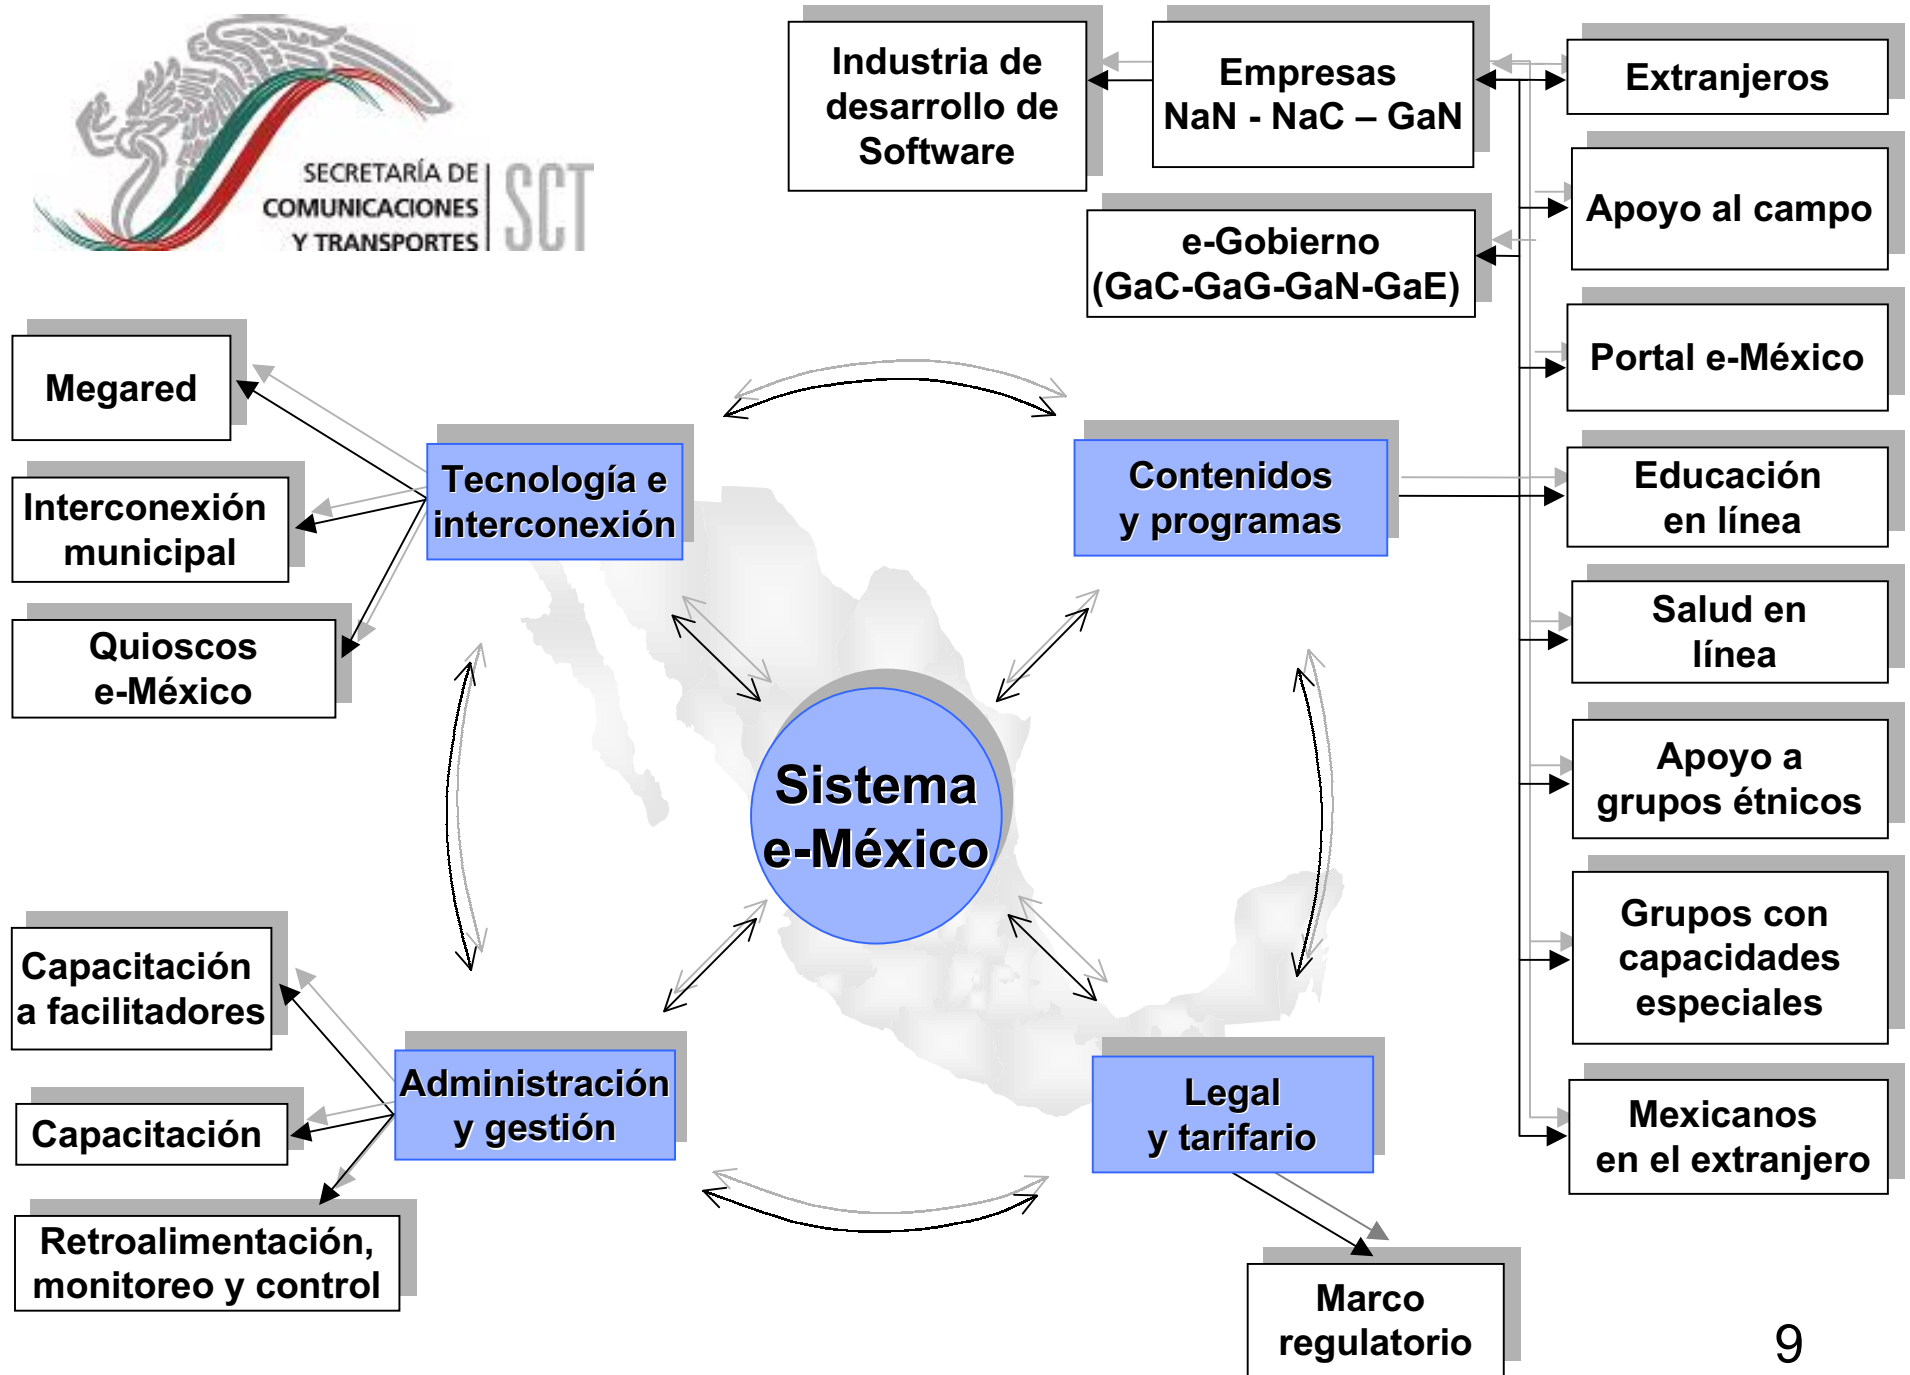 SECRETARÍA DE
COMUNICACIONES
Y TRANSPORTES
SCT
Industria de
desarrollo de
Software
Empresas
NaN - NaC – GaN
e-Gobierno
(GaC-GaG-GaN-GaE)
Extranjeros
Apoyo al campo
Portal e-México
Educación
en línea
Salud en
línea
Apoyo a
grupos étnicos
Grupos con
capacidades
especiales
Mexicanos
en el extranjero
Megared
Interconexión
municipal
Quioscos
e-México
Tecnología e
interconexión
Contenidos
y programas
Sistema
e-México
Capacitación
a facilitadores
Capacitación
Retroalimentación,
monitoreo y control
Administración
y gestión
Legal
y tarifario
Marco
regulatorio
9